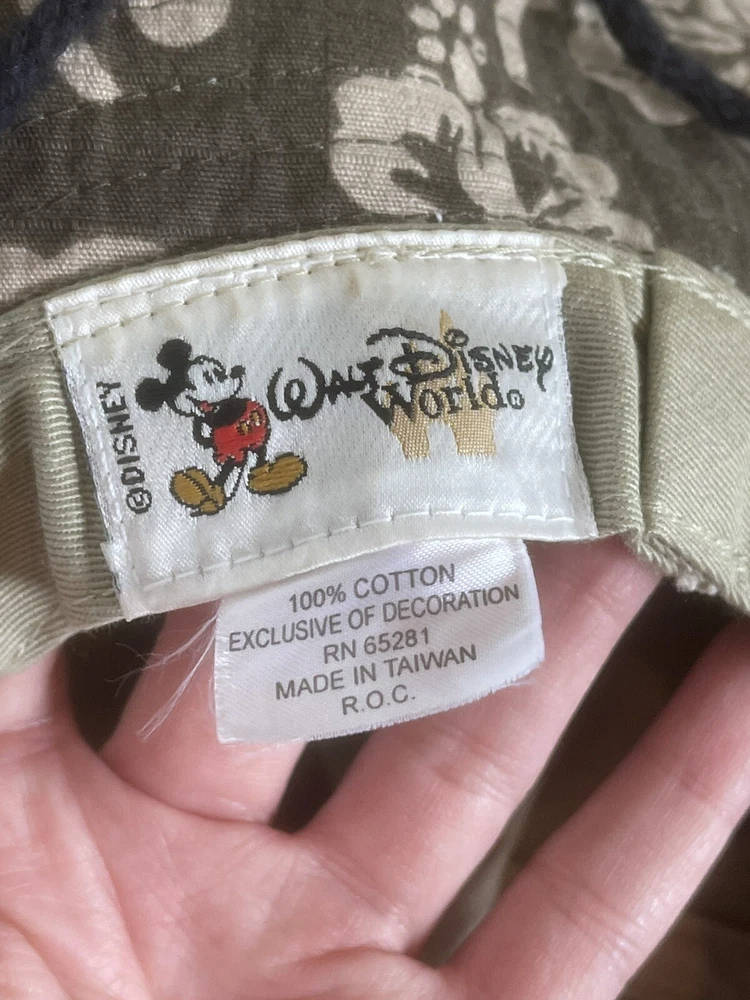 ©DISNEY
WALT DISNEY
World®
100% COTTON
EXCLUSIVE OF DECORATION
RN 65281
MADE IN TAIWAN
R.O.C.